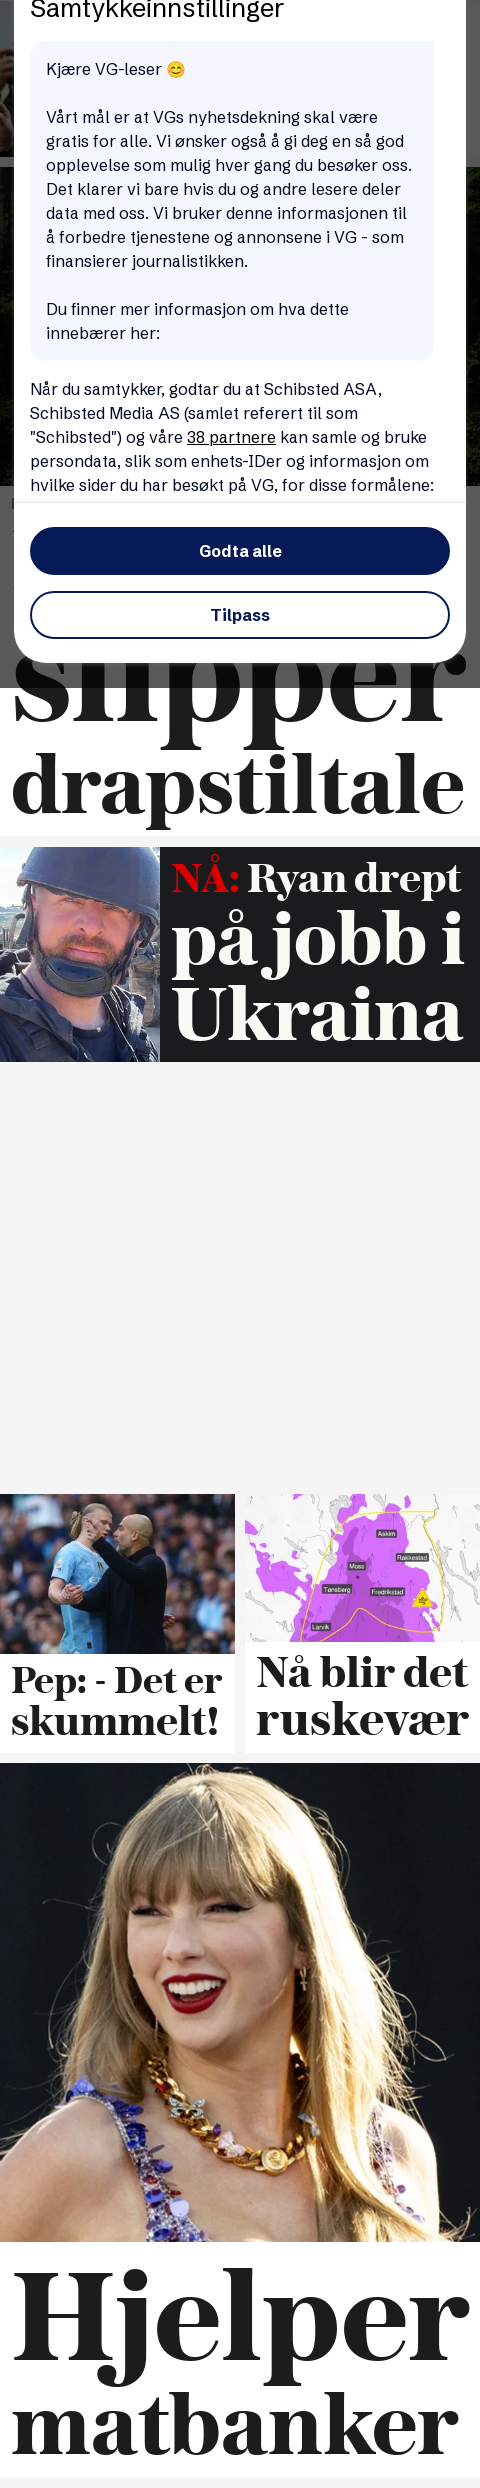 Samtykkeinnstillinger
Kjære VG-leser 😊
Vårt mål er at VGs nyhetsdekning skal være
gratis for alle. Vi ønsker også å gi deg en så god
opplevelse som mulig hver gang du besøker oss.
Det klarer vi bare hvis du og andre lesere deler
data med oss. Vi bruker denne informasjonen til
å forbedre tjenestene og annonsene i VG - som
finansierer journalistikken.
Du finner mer informasjon om hva dette
innebærer her:
Når du samtykker, godtar du at Schibsted ASA,
Schibsted Media AS (samlet referert til som
"Schibsted") og våre 38 partnere kan samle og bruke
persondata, slik som enhets-IDer og informasjon om
hvilke sider du har besøkt på VG, for disse formålene:
Godta alle
Tilpass
slipper
drapstiltale
NÅ: Ryan drept
på jobb i
Ukraina
Askim
Rakkestad
Moss
Tønsberg
Fredrikstad
Larvik
Pep: - Det er
skummelt!
Nå blir det
ruskevær
Hjelper
matbanker